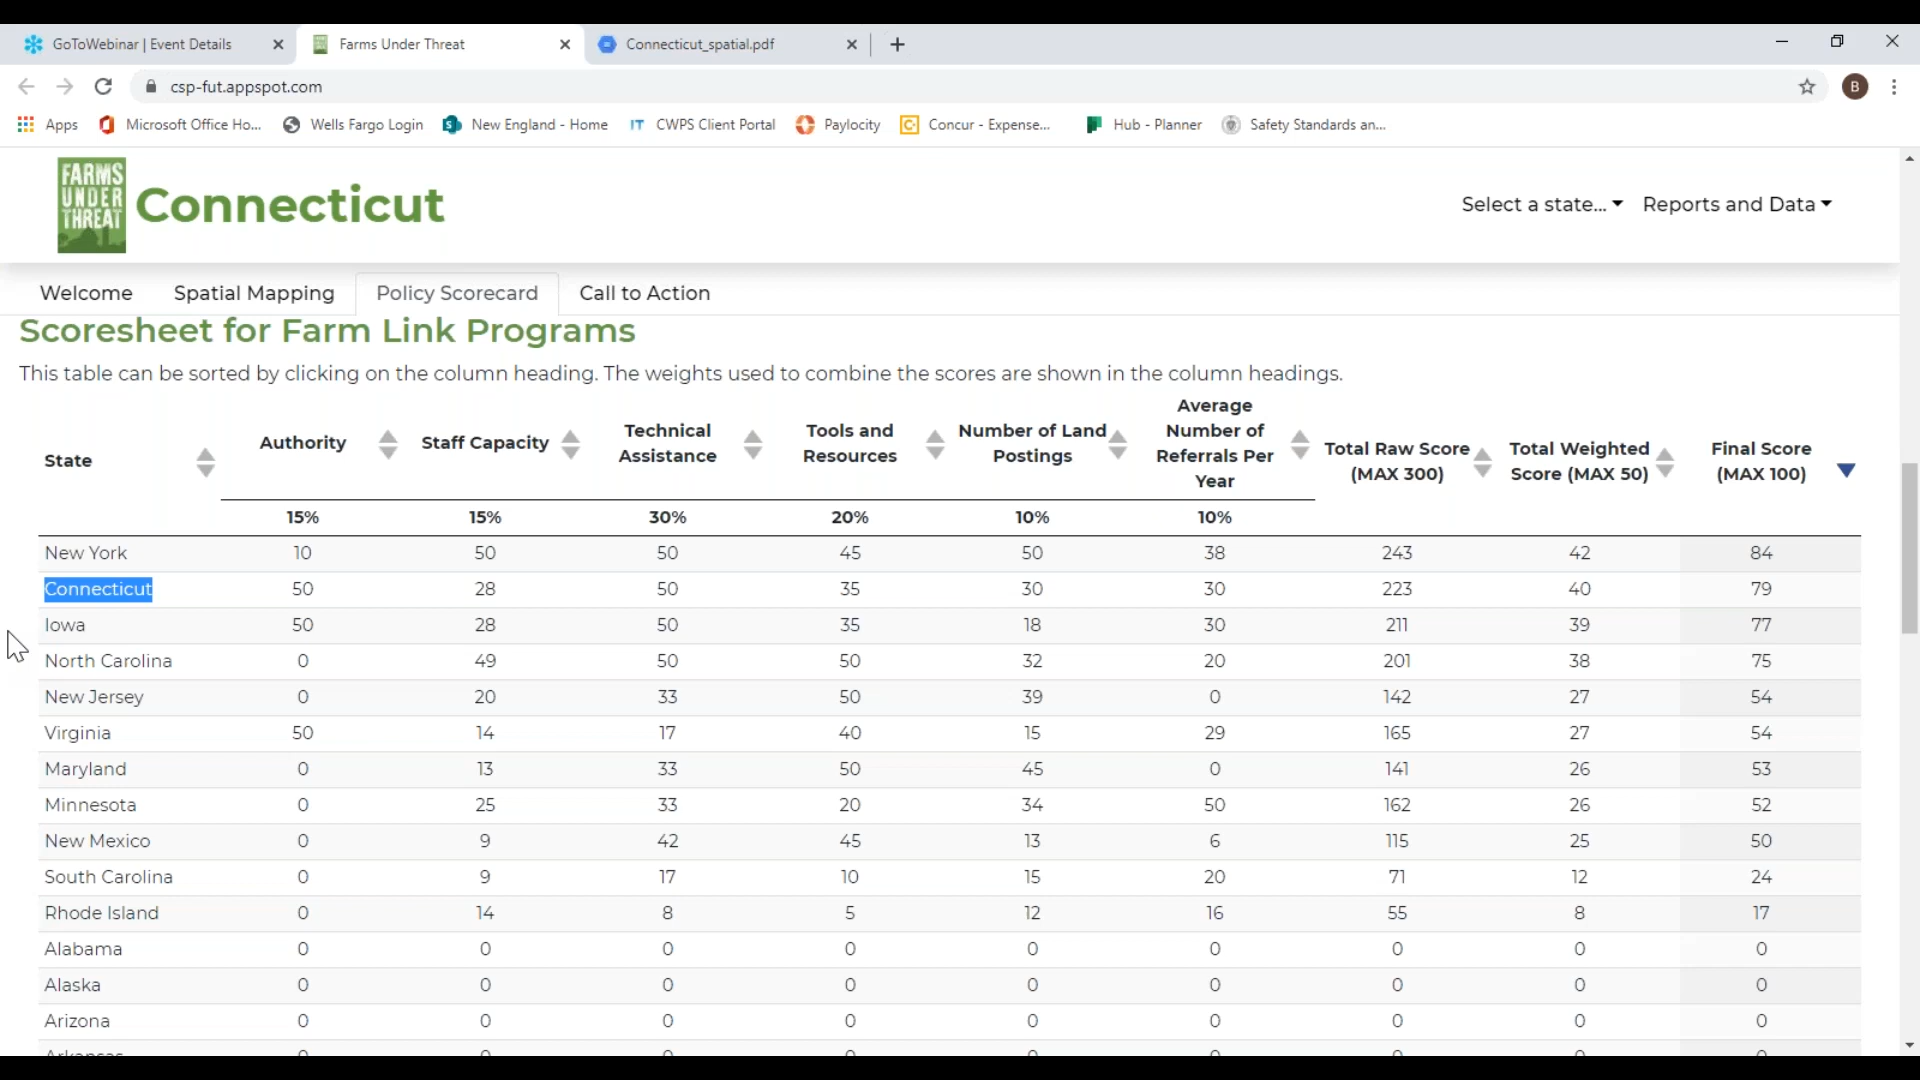 GoToWebinar | Event Details
Farms Under Threat
Connecticut_spatial.pdf
csp-fut.appspot.com
B
Apps
Microsoft Office Ho...
Wells Fargo Login
S
New England - Home
IT
CWPS Client Portal
Paylocity
C
Concur - Expense...
Hub - Planner
Safety Standards an...
FARMS
UNDER
THREAT
Connecticut
Select a state...
Reports and Data
Welcome
Spatial Mapping
Policy Scorecard
Call to Action
Scoresheet for Farm Link Programs
This table can be sorted by clicking on the column heading. The weights used to combine the scores are shown in the column headings.
State
Authority
Staff Capacity
Technical
Assistance
Tools and
Resources
Number of Land
Postings
Average
Number of
Referrals Per
Year
Total Raw Score
(MAX 300)
Total Weighted
Score (MAX 50)
Final Score
(MAX 100)
15% 15% 30% 20% 10% 10%
New York 10 50 50 45 50 38 243 42 84
Connecticut 50 28 50 35 30 30 223 40 79
Iowa 50 28 50 35 18 30 211 39 77
North Carolina 0 49 50 50 32 20 201 38 75
New Jersey 0 20 33 50 39 0 142 27 54
Virginia 50 14 17 40 15 29 165 27 54
Maryland 0 13 33 50 45 0 141 26 53
Minnesota 0 25 33 20 34 50 162 26 52
New Mexico 0 9 42 45 13 6 115 25 50
South Carolina 0 9 17 10 15 20 71 12 24
Rhode Island 0 14 8 5 12 16 55 8 17
Alabama 0 0 0 0 0 0 0 0 0
Alaska 0 0 0 0 0 0 0 0 0
Arizona 0 0 0 0 0 0 0 0 0
Arkansas 0 0 0 0 0 0 0 0 0